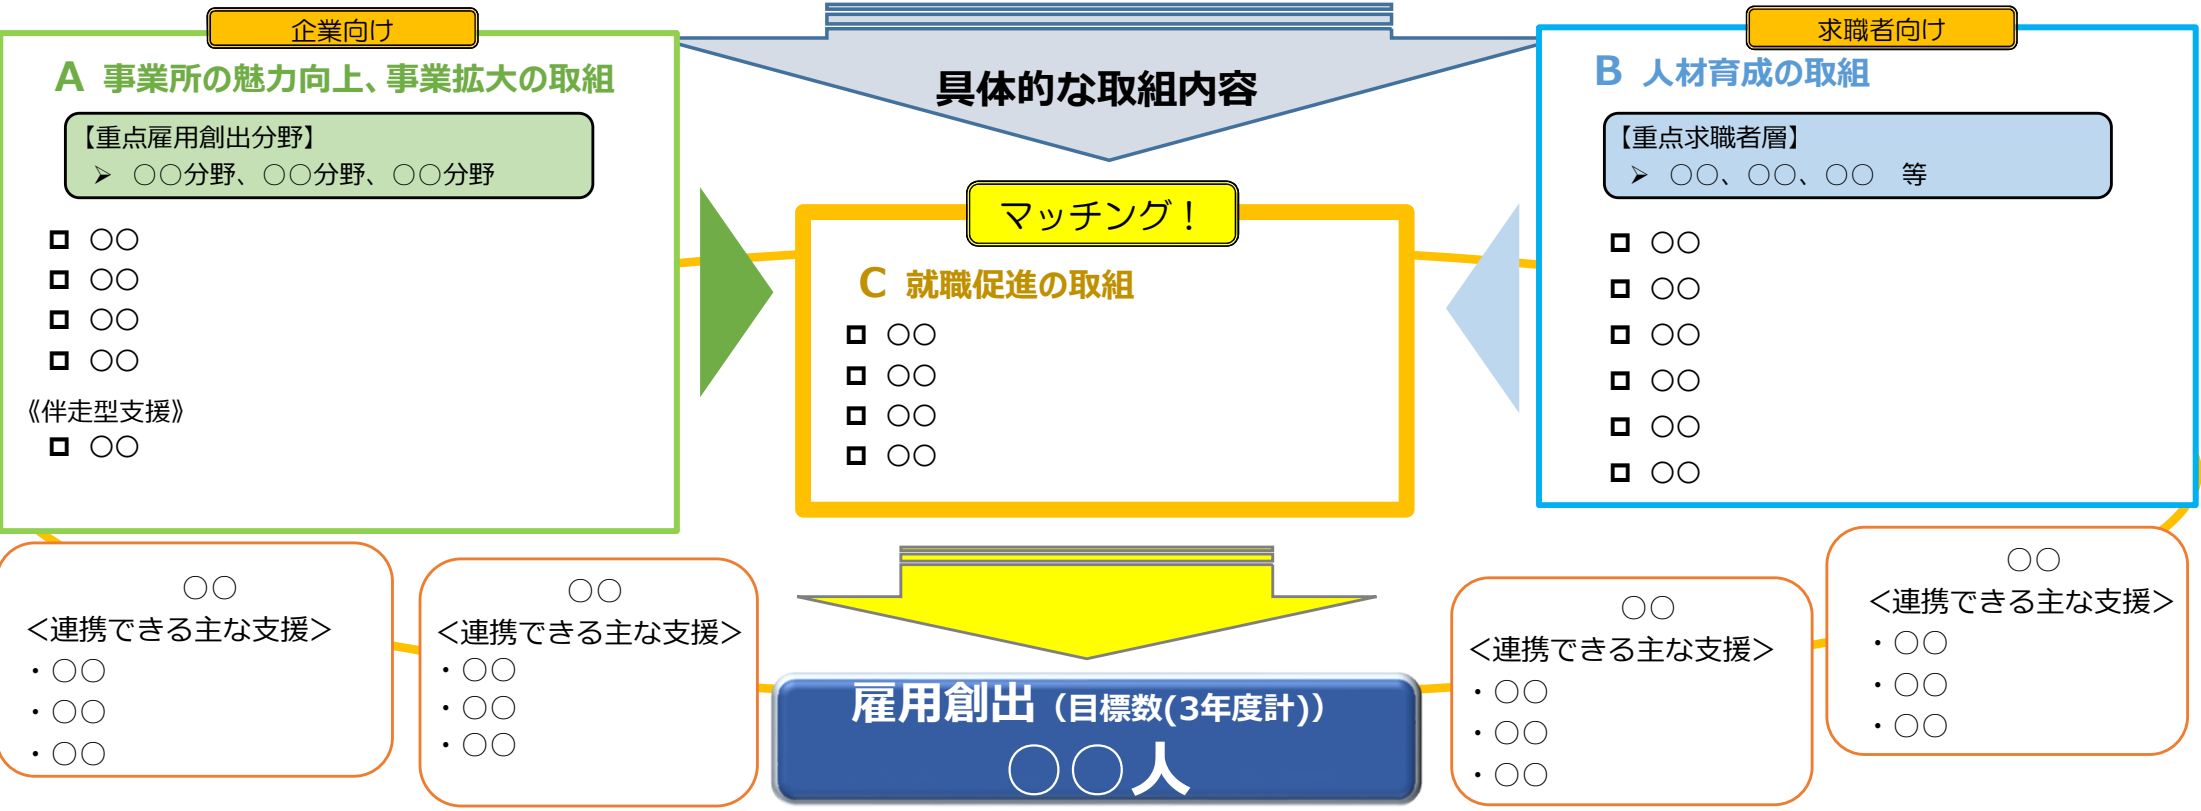 企業向け
A 事業所の魅力向上、事業拡大の取組
【重点雇用創出分野】
➢ ○○分野、○○分野、○○分野
○○
○○
○○
○○
《伴走型支援》
○○
具体的な取組内容
マッチング！
C 就職促進の取組
○○
○○
○○
○○
求職者向け
B 人材育成の取組
【重点求職者層】
➢ ○○、○○、○○ 等
○○
○○
○○
○○
○○
○○
○○
＜連携できる主な支援＞
・○○
・○○
・○○
○○
＜連携できる主な支援＞
・○○
・○○
・○○
雇用創出（目標数(3年度計)）
○○人
○○
＜連携できる主な支援＞
・○○
・○○
・○○
○○
＜連携できる主な支援＞
・○○
・○○
・○○